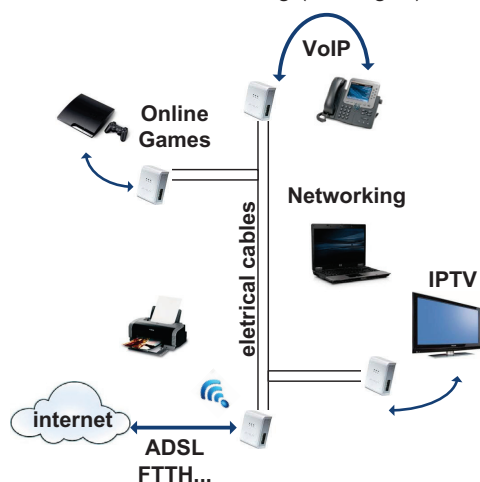 VoIP
Online
Games
Networking
eletrical cables
IPTV
internet
ADSL
FTTH...